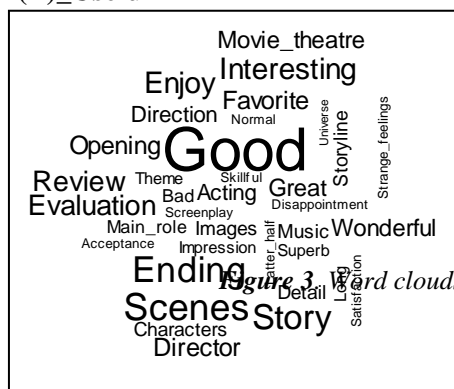 Movie_theatre
Enjoy Interesting
Direction Favorite
Normal
Universe
Storyline
Strange_feelings
Opening Good
Skillful
Review Theme
Bad Acting Great
Evaluation
Screenplay
Disappointment
Main_role Images Music Wonderful
Acceptance Impression
Latter_half
Superb
Ending
Detail
Long
Satisfaction
Figure 3. Word clouds
Scenes Story
Characters
Director